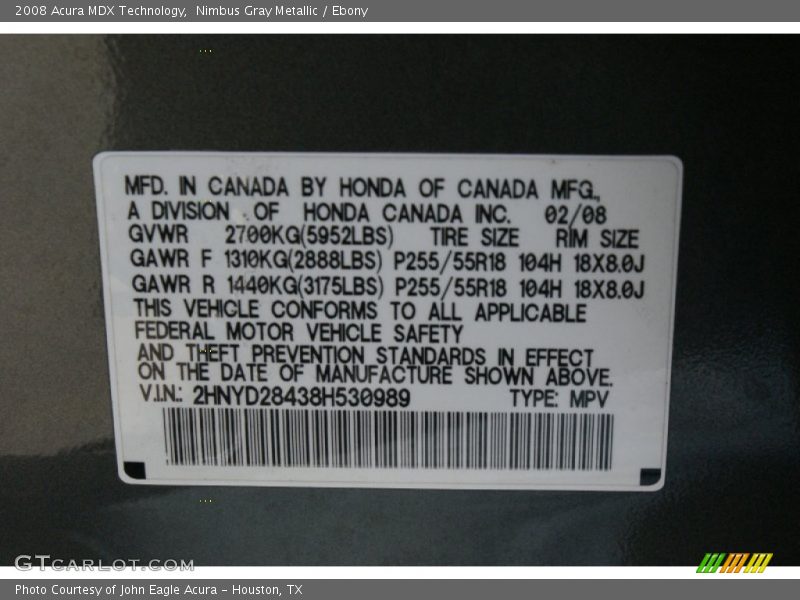 2008 Acura MDX Technology, Nimbus Gray Metallic / Ebony
MFD. IN CANADA BY HONDA OF CANADA MFG.,
A DIVISION OF HONDA CANADA INC. 02/08
GVWR 2700KG(5952LBS) TIRE SIZE RIM SIZE
GAWR F 1310KG(2888LBS) P255/55R18 104H 18X8.0J
GAWR R 1440KG(3175LBS) P255/55R18 104H 18X8.0J
THIS VEHICLE CONFORMS TO ALL APPLICABLE
FEDERAL MOTOR VEHICLE SAFETY
AND THEFT PREVENTION STANDARDS IN EFFECT
ON THE DATE OF MANUFACTURE SHOWN ABOVE.
V.I.N.: 2HNYD28438H530989 TYPE: MPV
GTCARLOT.COM
Photo Courtesy of John Eagle Acura - Houston, TX